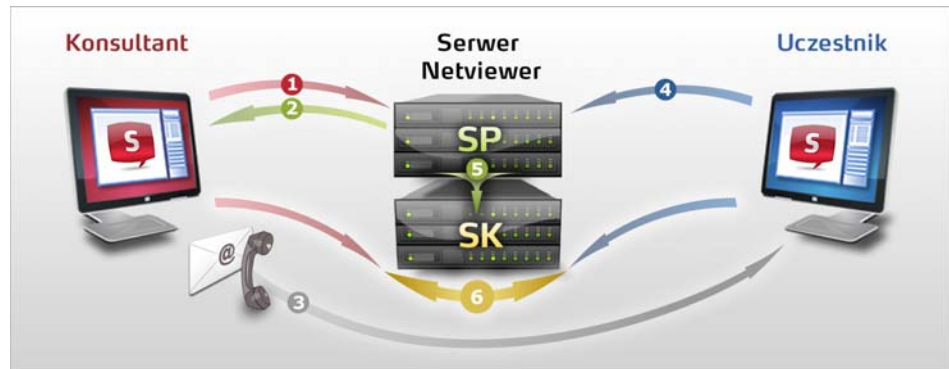 Konsultant
Serwer
Netviewer
Uczestnik
1
2
4
S
SP
S
5
SK
@
3
6